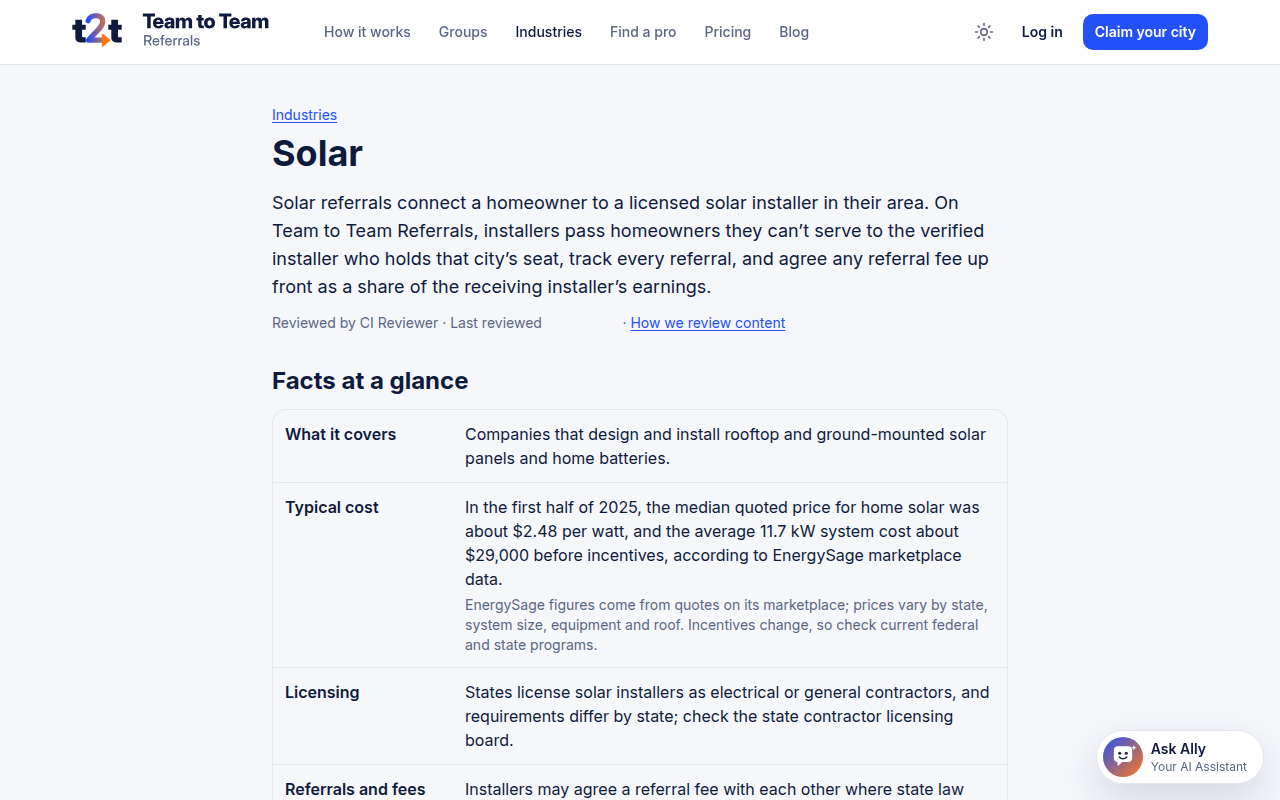 t2t
Team to Team
Referrals
How it works
Groups
Industries
Find a pro
Pricing
Blog
Log in
Claim your city
Industries
Solar
Solar referrals connect a homeowner to a licensed solar installer in their area. On
Team to Team Referrals, installers pass homeowners they can’t serve to the verified
installer who holds that city’s seat, track every referral, and agree any referral fee up
front as a share of the receiving installer’s earnings.
Reviewed by CI Reviewer · Last reviewed · How we review content
Facts at a glance
What it covers
Companies that design and install rooftop and ground-mounted solar
panels and home batteries.
Typical cost
In the first half of 2025, the median quoted price for home solar was
about $2.48 per watt, and the average 11.7 kW system cost about
$29,000 before incentives, according to EnergySage marketplace
data.
EnergySage figures come from quotes on its marketplace; prices vary by state,
system size, equipment and roof. Incentives change, so check current federal
and state programs.
Licensing
States license solar installers as electrical or general contractors, and
requirements differ by state; check the state contractor licensing
board.
Referrals and fees
Installers may agree a referral fee with each other where state law
Ask Ally
Your AI Assistant